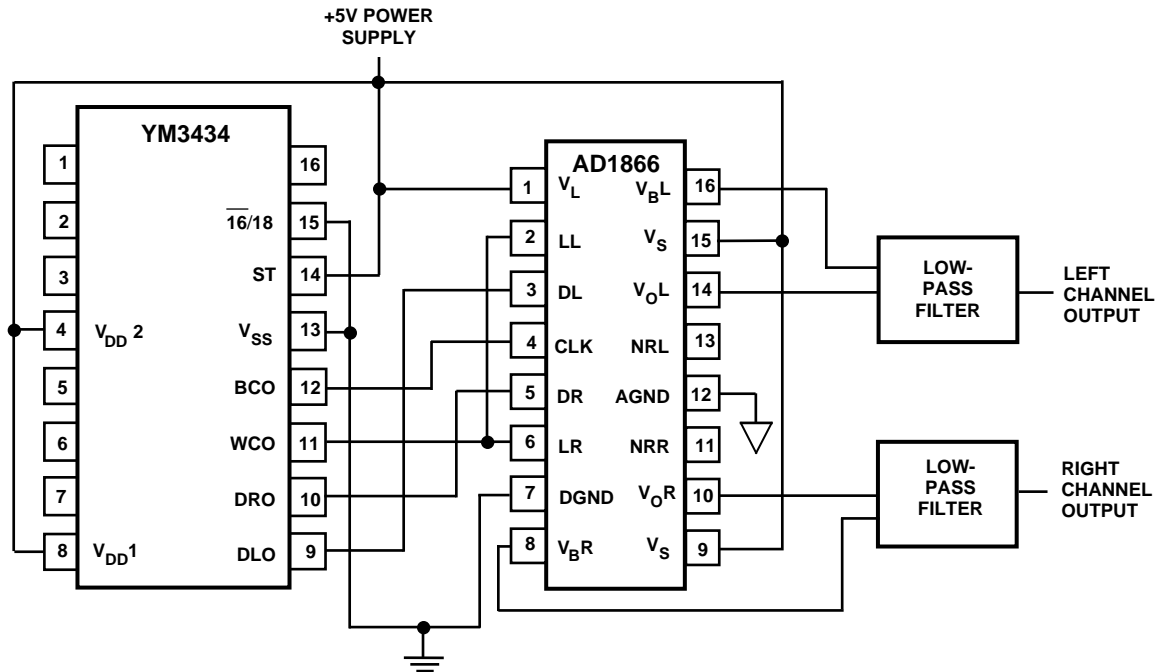 +5V POWER
SUPPLY
YM3434
1
2
3
4
5
6
7
8
V_DD 2
V_DD1
16/18
ST
V_SS
BCO
WCO
DRO
DLO
16
15
14
13
12
11
10
9
AD1866
1
2
3
4
5
6
7
8
V_L
LL
DL
CLK
DR
LR
DGND
V_BR
V_BL
V_S
V_OL
NRL
AGND
NRR
V_OR
V_S
16
15
14
13
12
11
10
9
LOW-
PASS
FILTER
LEFT
CHANNEL
OUTPUT
LOW-
PASS
FILTER
RIGHT
CHANNEL
OUTPUT